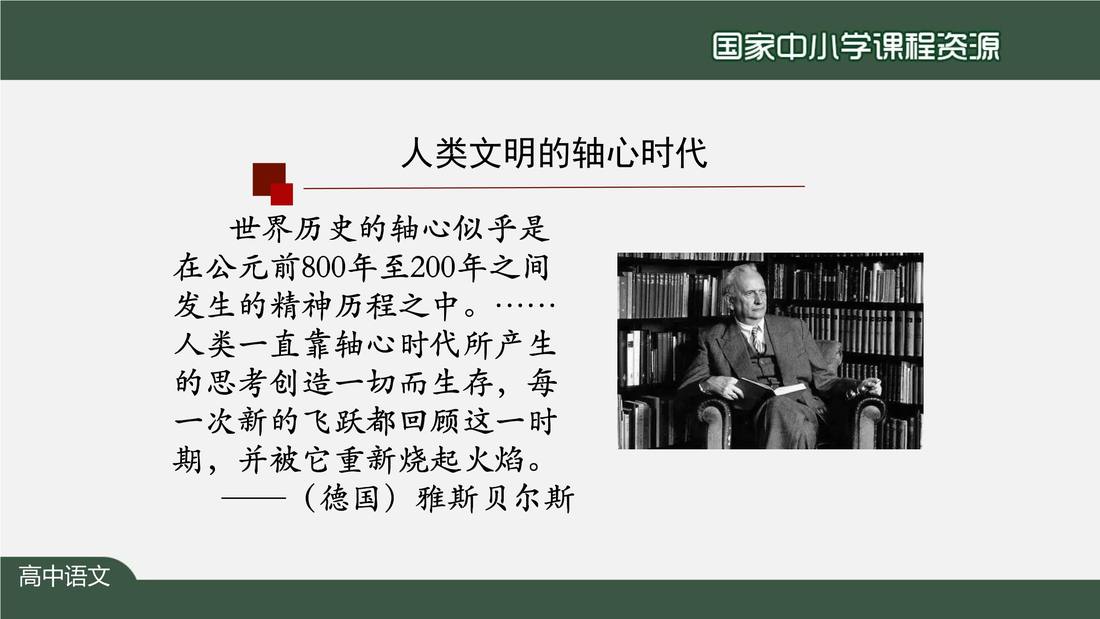 国家中小学课程资源
人类文明的轴心时代
世界历史的轴心似乎是
在公元前800年至200年之间
发生的精神历程之中。……
人类一直靠轴心时代所产生
的思考创造一切而生存，每
一次新的飞跃都回顾这一时
期，并被它重新烧起火焰。
——（德国）雅斯贝尔斯
高中语文